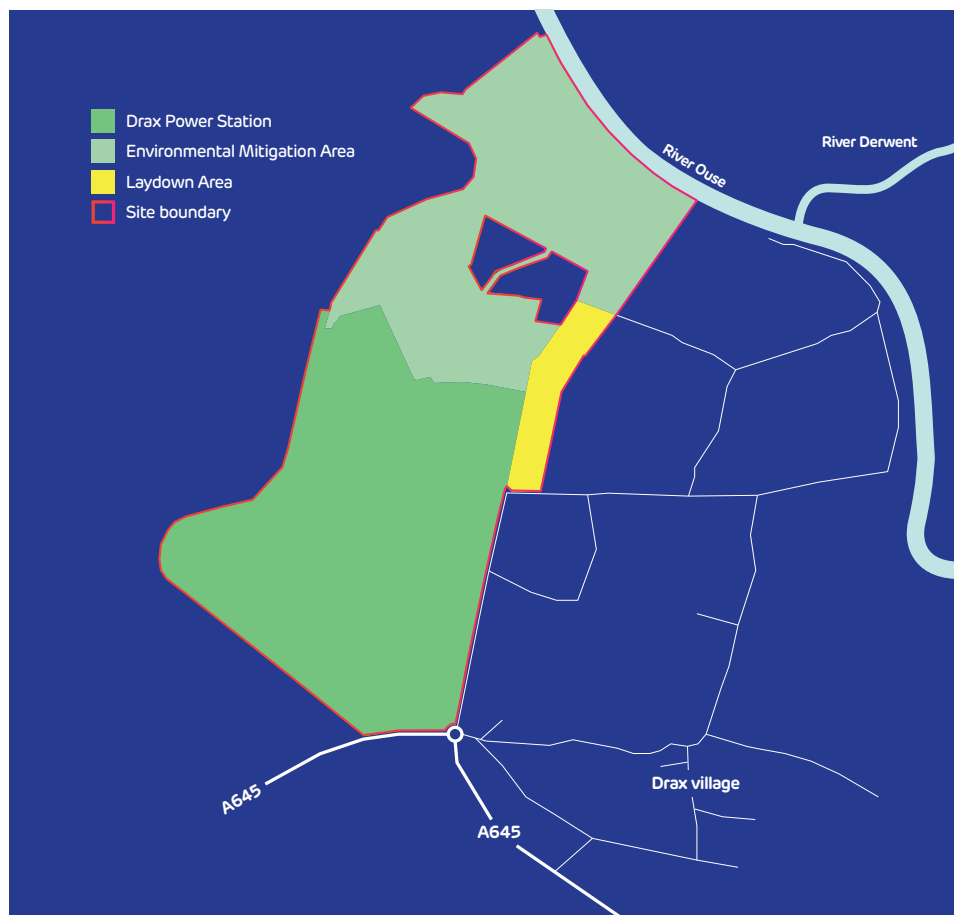 Drax Power Station
Environmental Mitigation Area
Laydown Area
Site boundary
River Ouse
River Derwent
A645
A645
Drax village